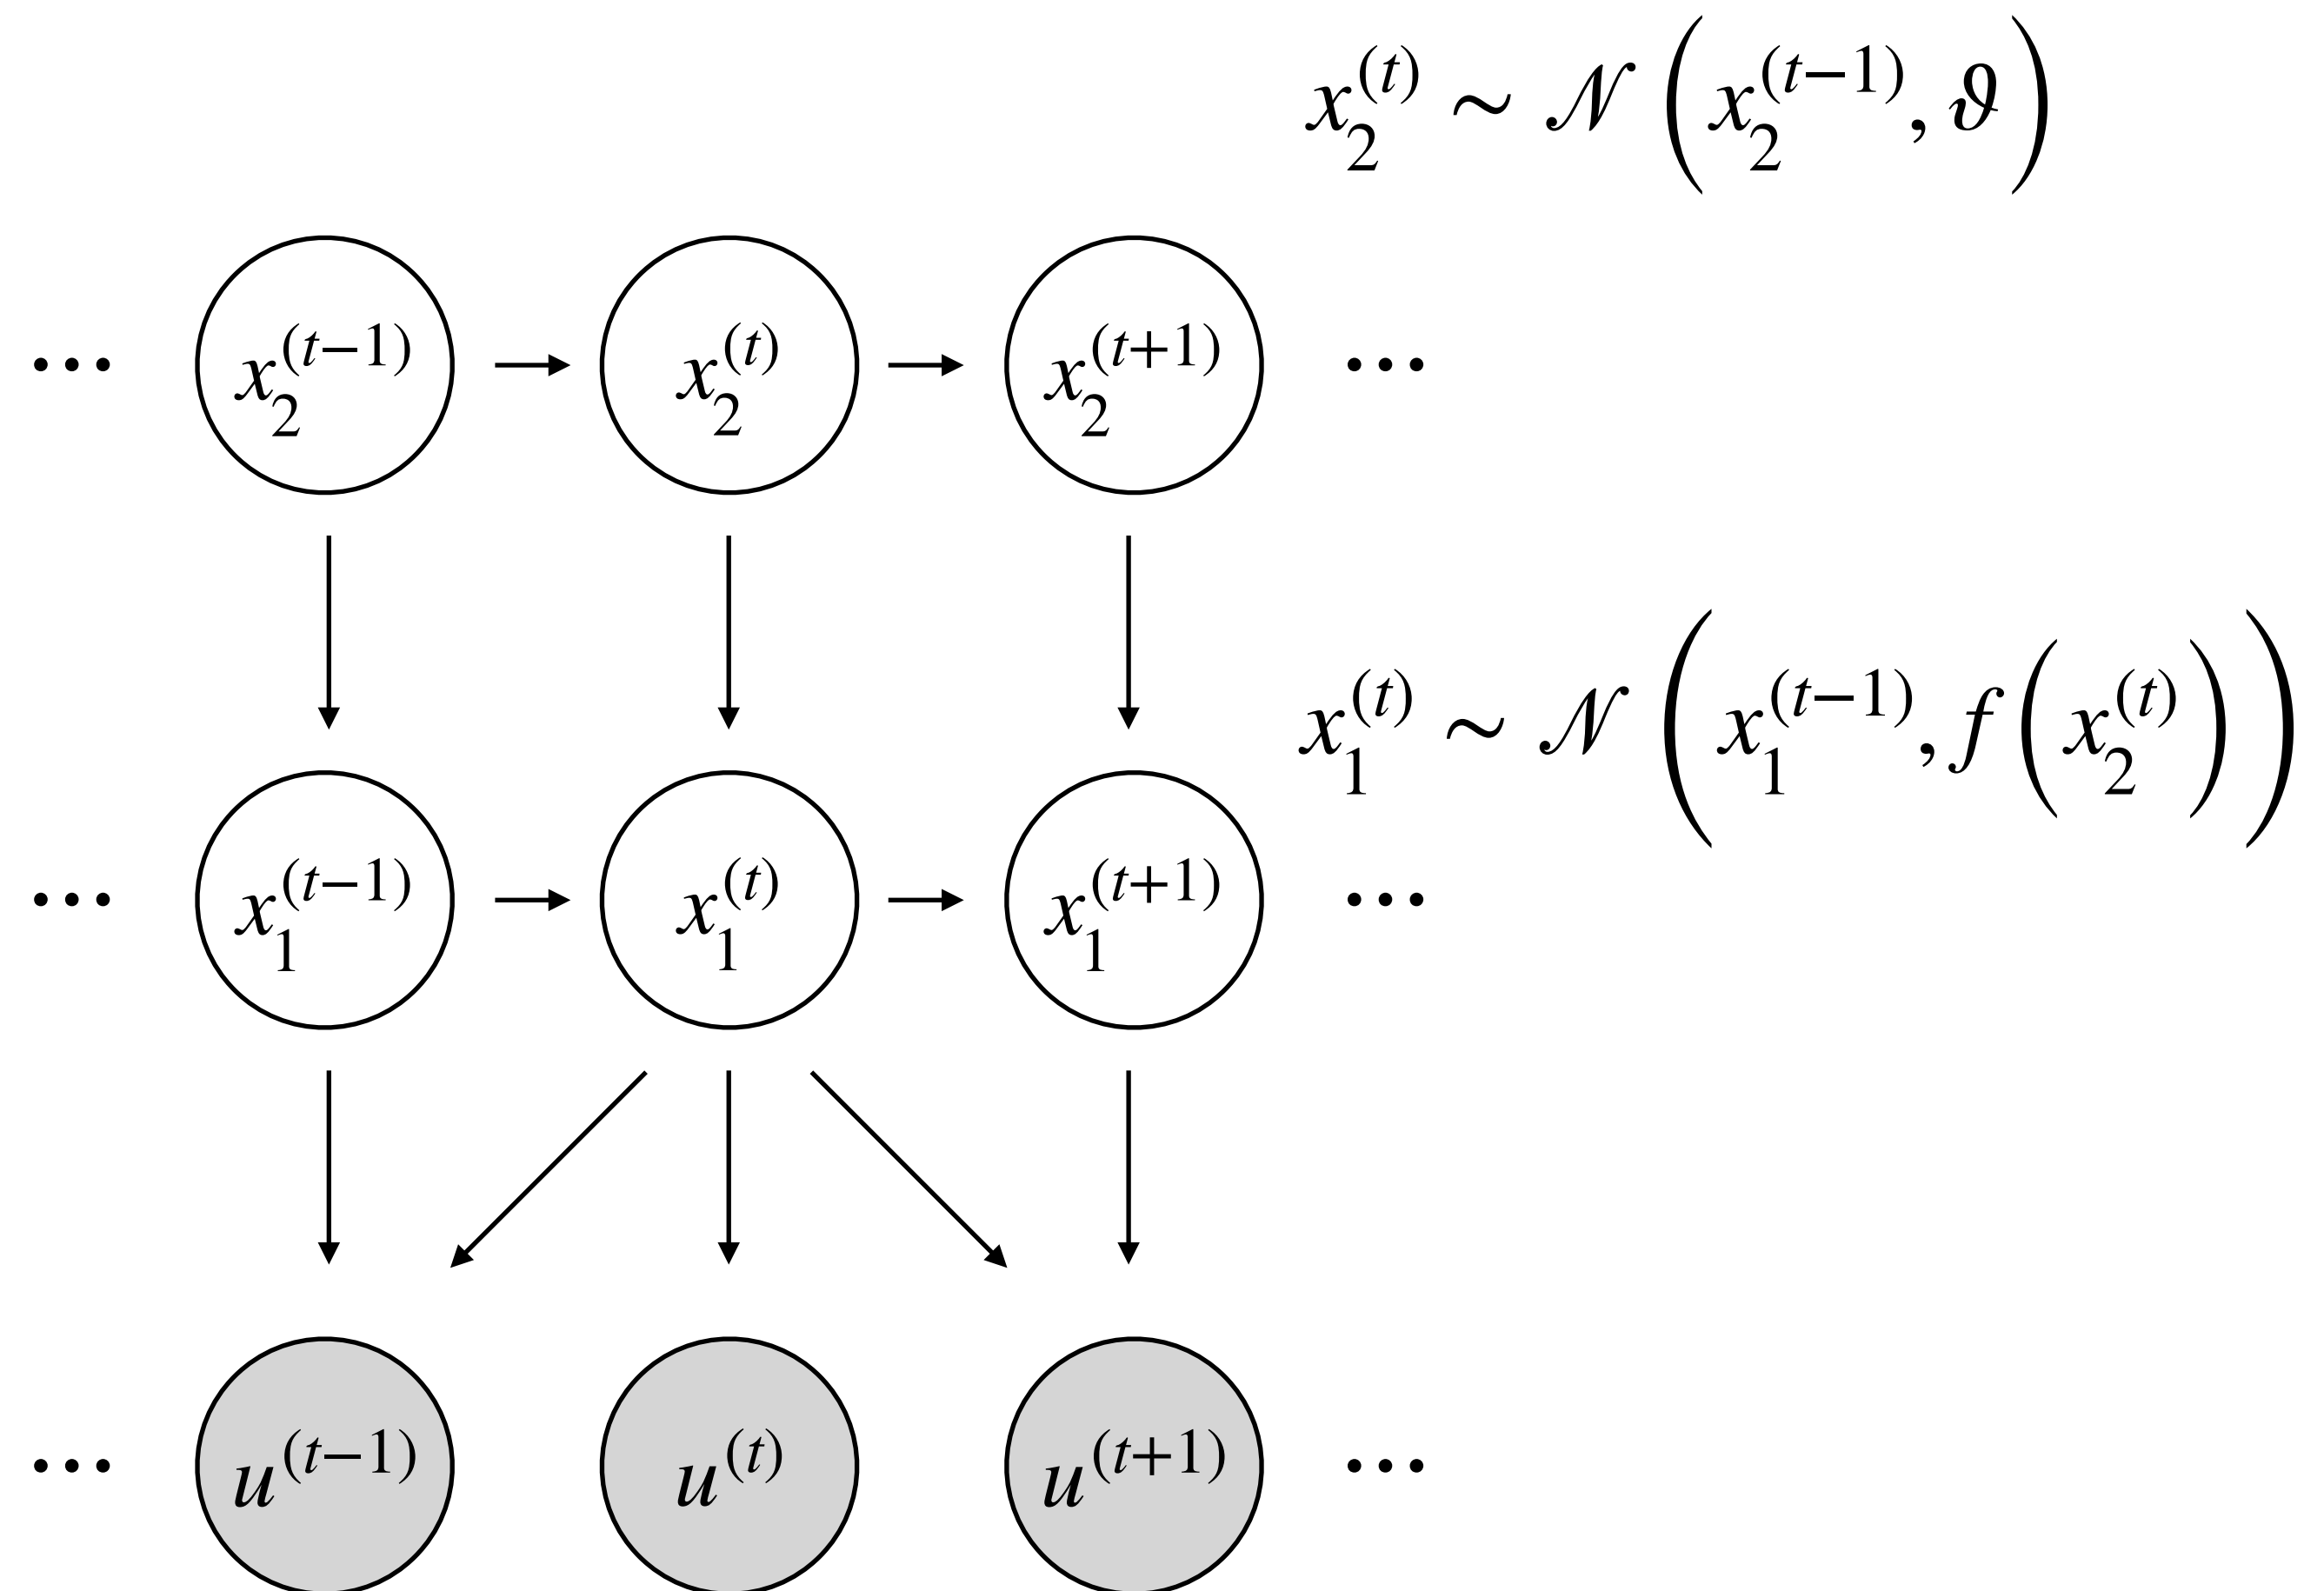 x_2^{(t)} ∼ 𝒩 ( x_2^{(t−1)}, ϑ )
… x_2^{(t−1)} → x_2^{(t)} → x_2^{(t+1)} …
x_1^{(t)} ∼ 𝒩 ( x_1^{(t−1)}, f ( x_2^{(t)} ) )
… x_1^{(t−1)} → x_1^{(t)} → x_1^{(t+1)} …
… u^{(t−1)} u^{(t)} u^{(t+1)} …